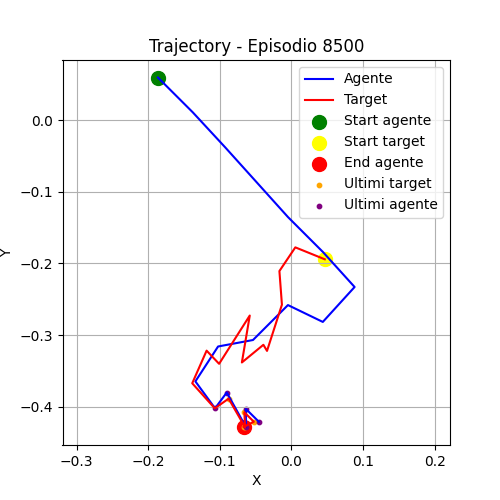 Trajectory - Episodio 8500
Agente
Target
Start agente
Start target
End agente
Ultimi target
Ultimi agente
Y
0.0
−0.1
−0.2
−0.3
−0.4
−0.3
−0.2
−0.1
0.0
0.1
0.2
X